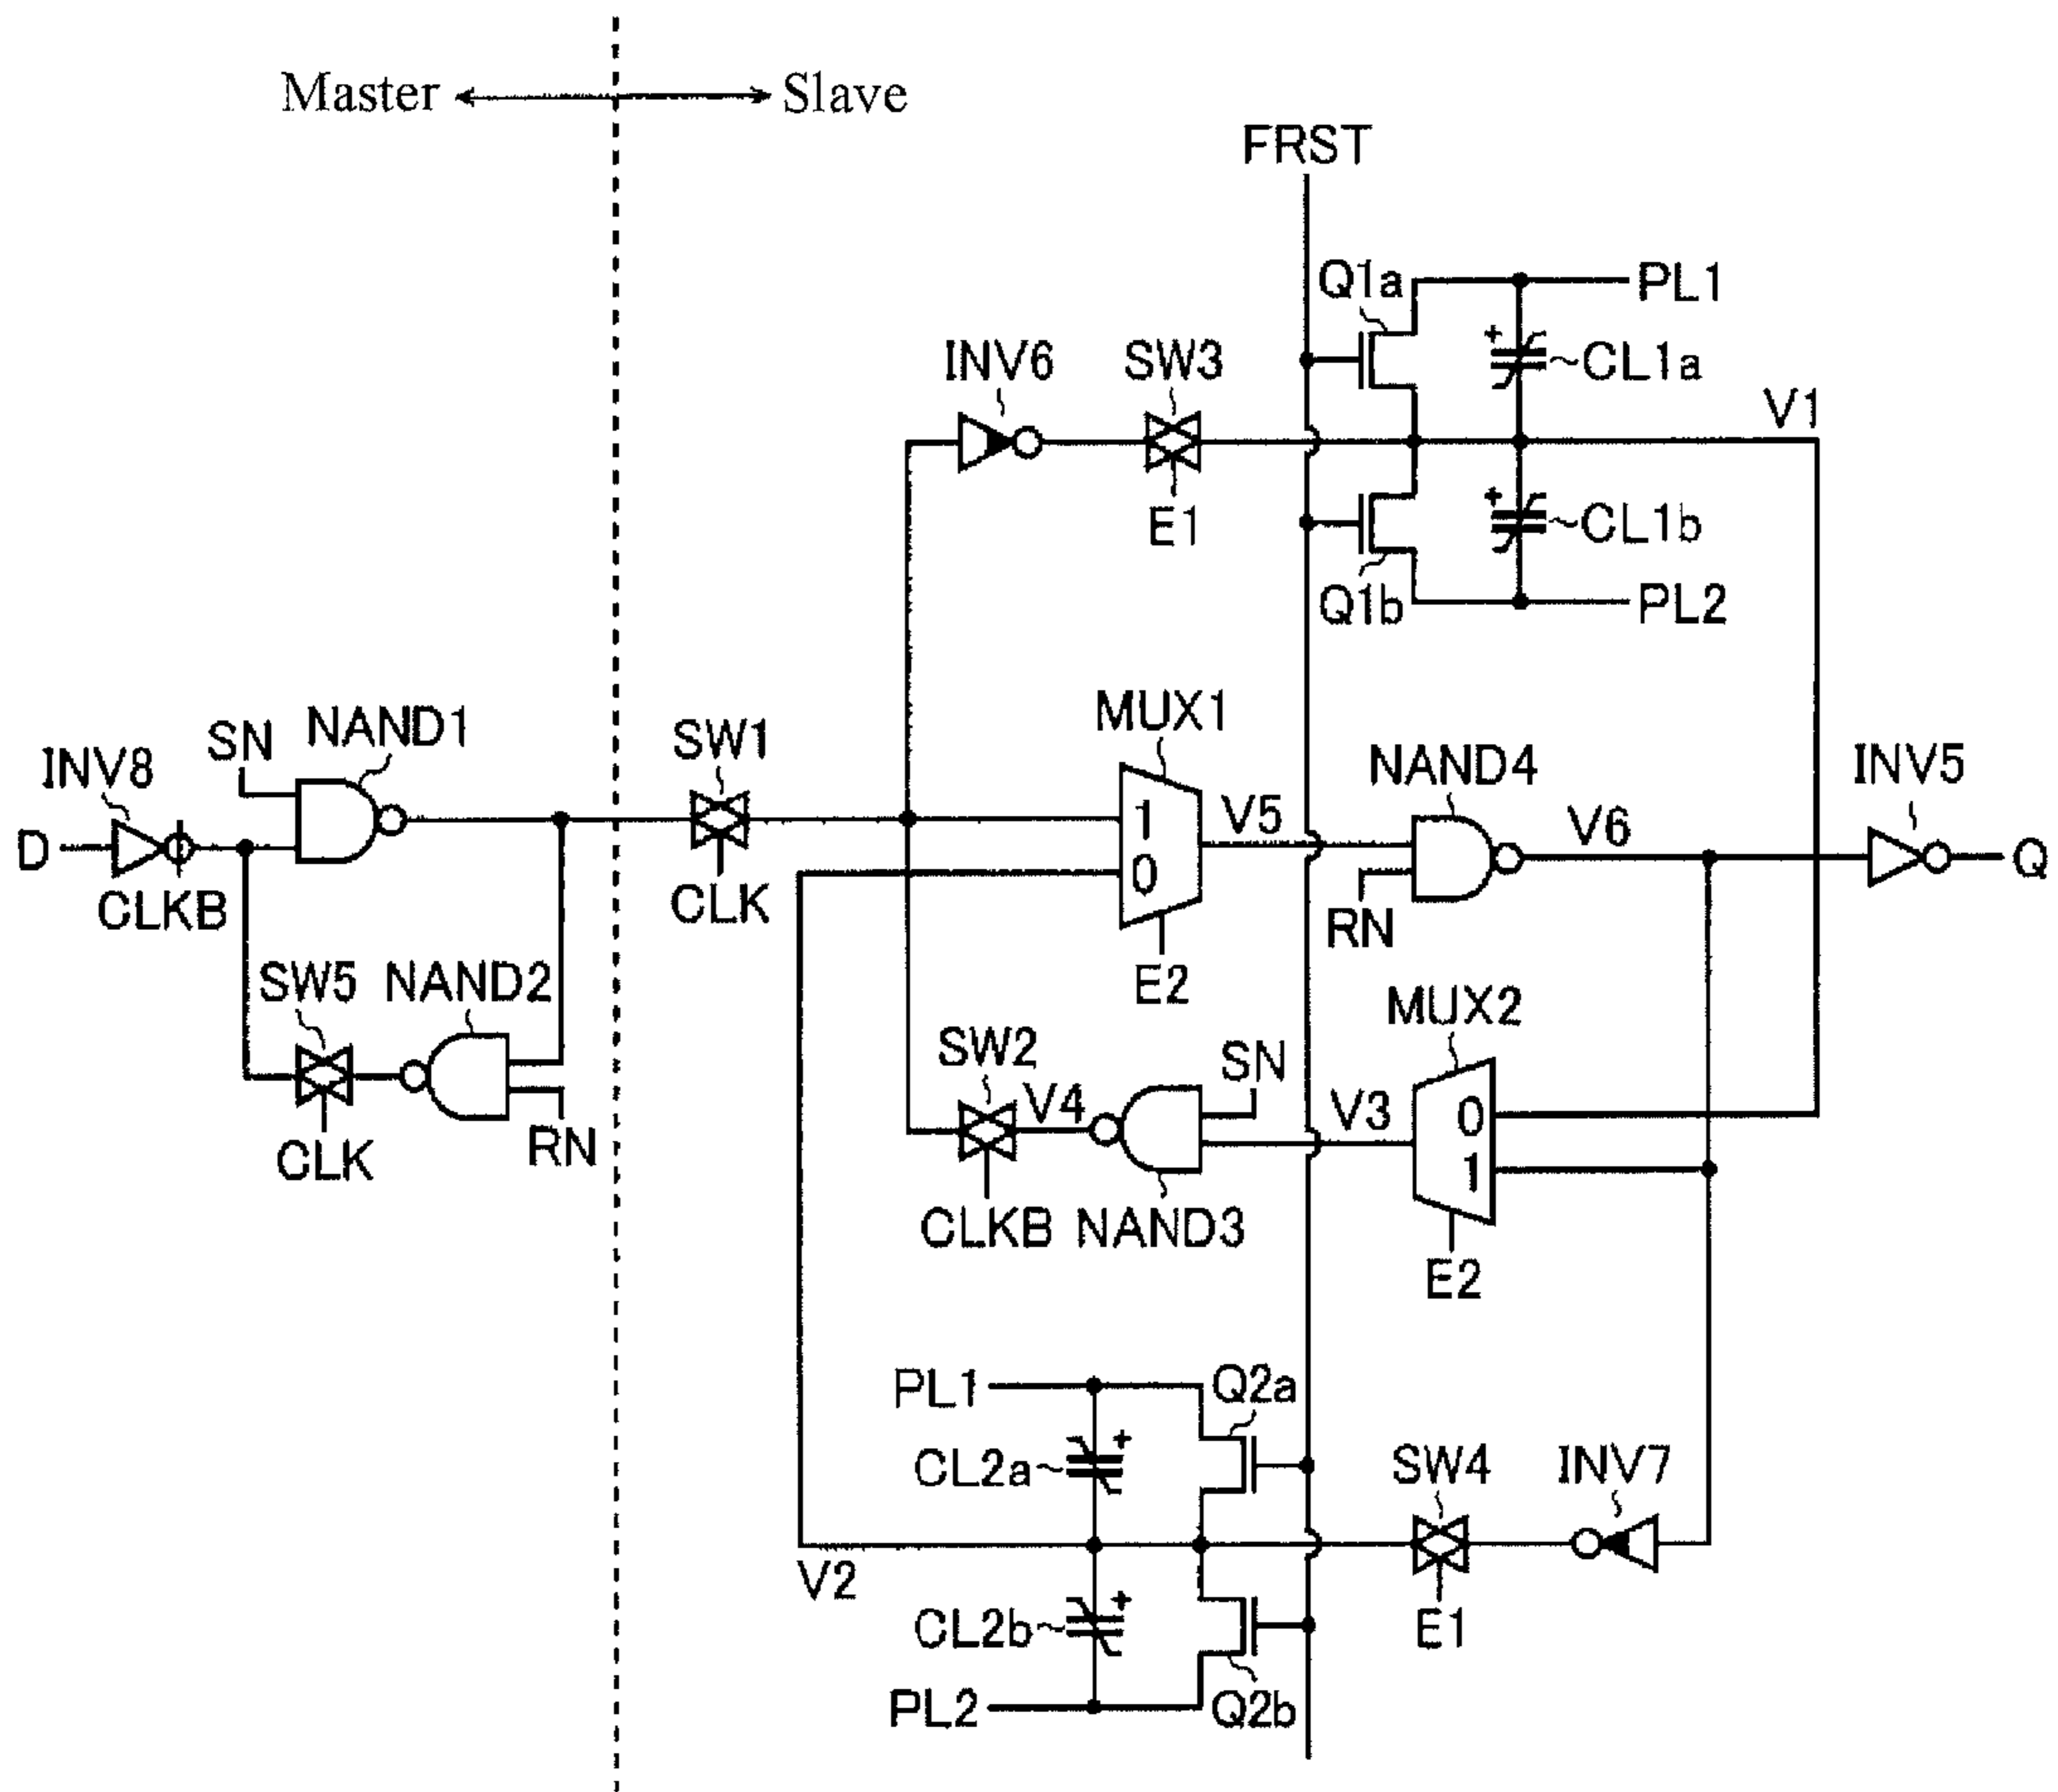 Master
Slave
FRST
Q1a
PL1
INV6
SW3
~CL1a
V1
E1
~CL1b
Q1b
PL2
MUX1
NAND1
SN
SW1
NAND4
INV5
INV8
1
V5
V6
D
0
Q
CLKB
CLK
RN
SW5
NAND2
E2
MUX2
SW2
SN
V4
V3
0
RN
1
CLK
CLKB
NAND3
E2
PL1
Q2a
CL2a~
SW4
INV7
V2
CL2b~
E1
PL2
Q2b